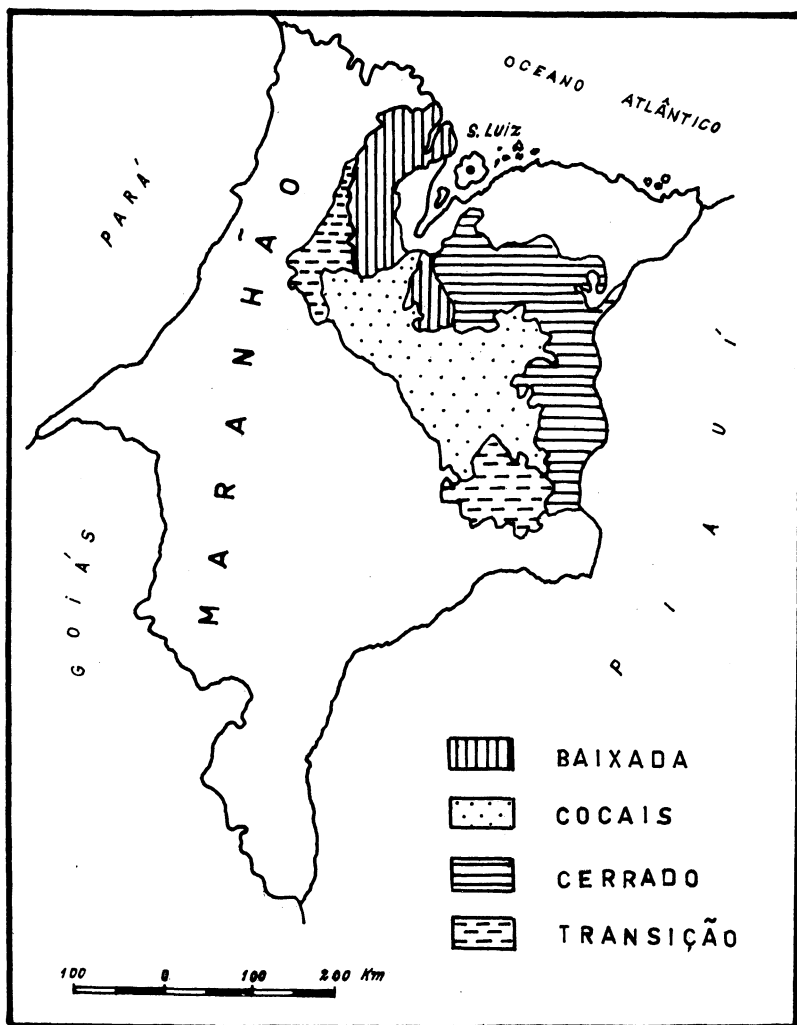 OCEANO ATLÂNTICO
S. LUIZ
PARÁ
MARANHÃO
GOIÁS
PIAUÍ
BAIXADA
COCAIS
CERRADO
TRANSIÇÃO
100 0 100 200 Km